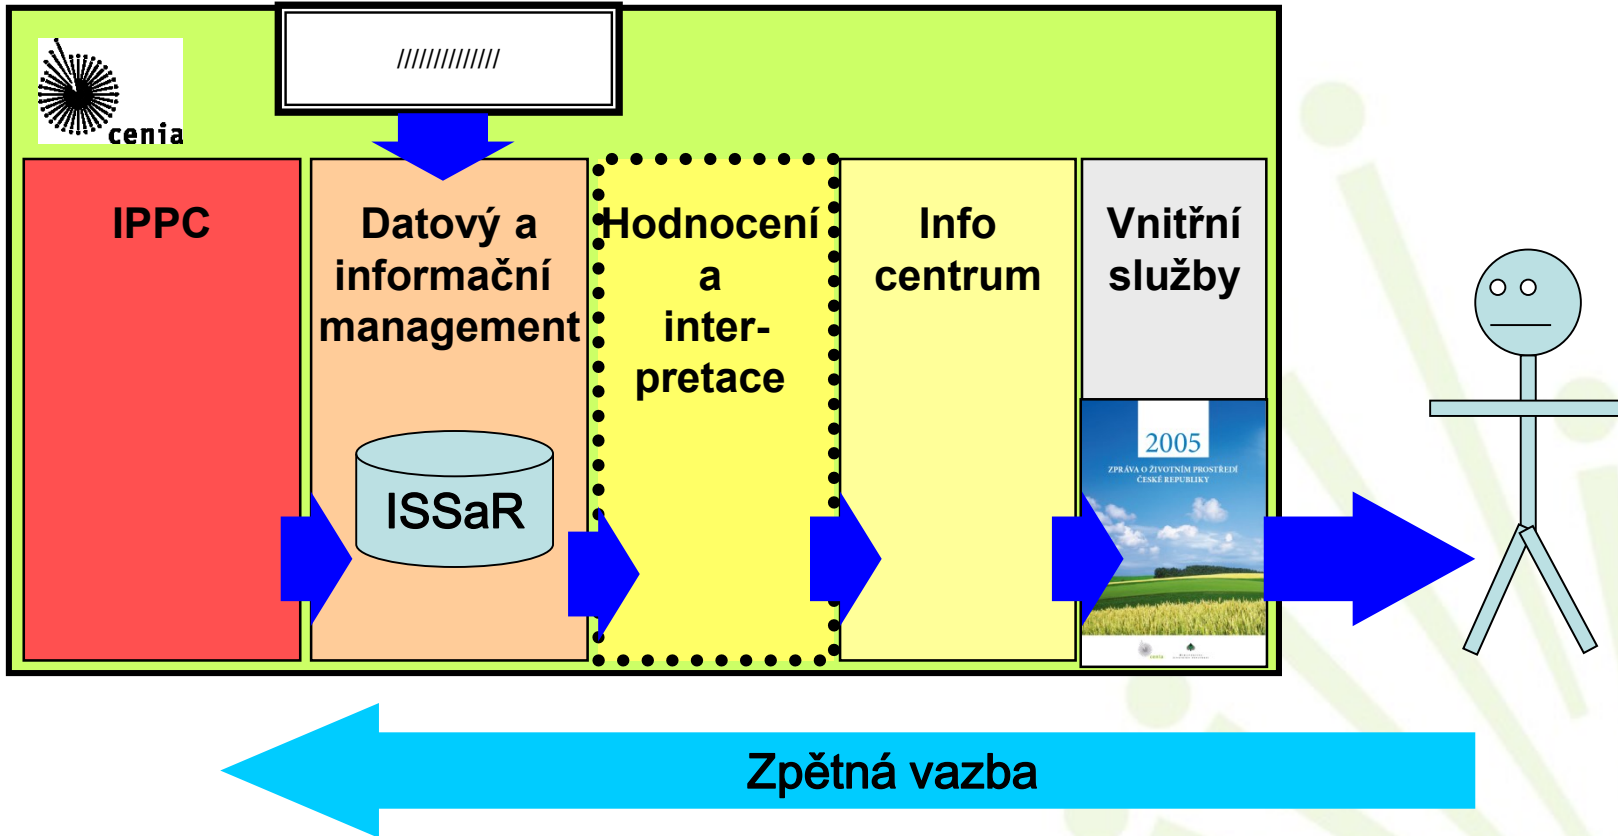 //////////////
cenia
IPPC
Datový a
informační
management
ISSaR
Hodnocení
a
inter-
pretace
Info
centrum
Vnitřní
služby
2005
ZPRÁVA O ŽIVOTNÍM PROSTŘEDÍ
ČESKÉ REPUBLIKY
cenia
Zpětná vazba